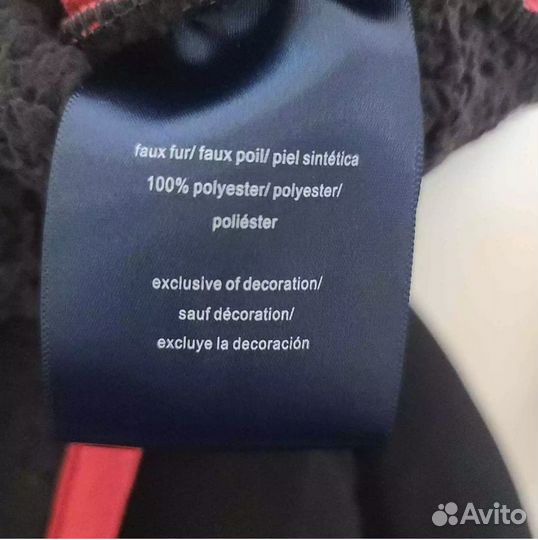 faux fur/ faux poil/ piel sintética
100% polyester/ polyester/
poliéster
exclusive of decoration/
sauf décoration/
excluye la decoración
Avito